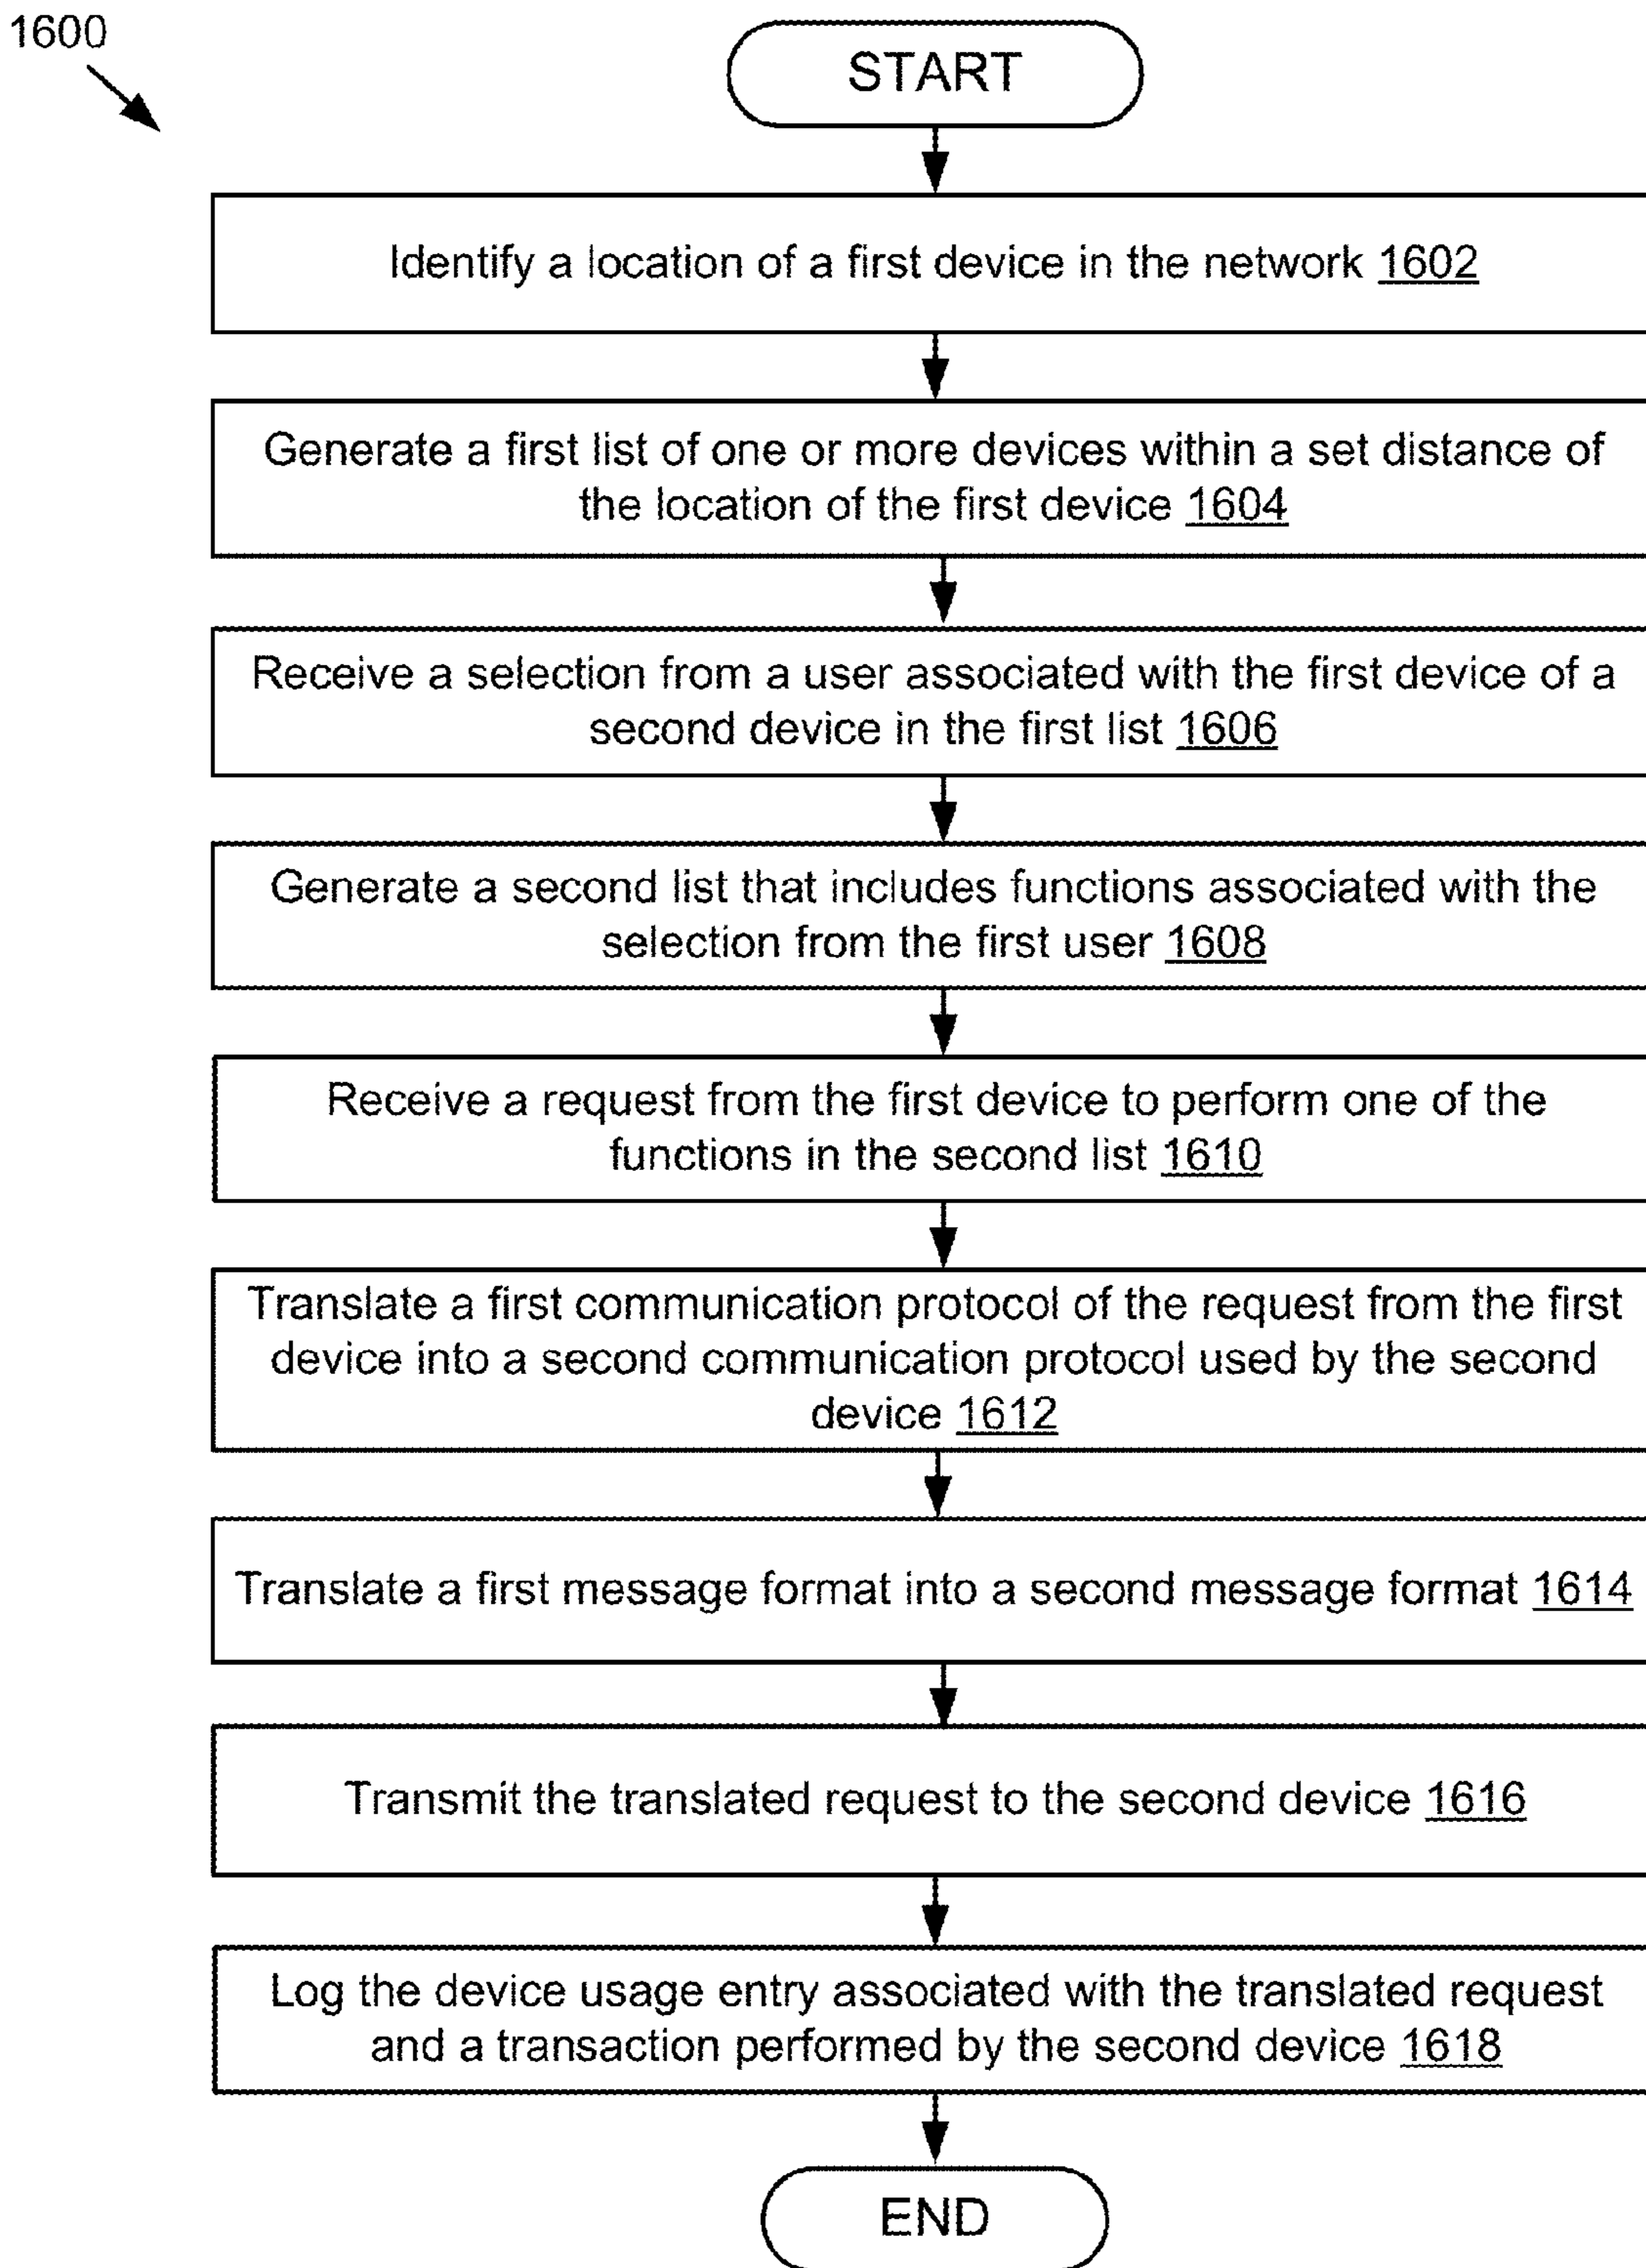 1600
START
Identify a location of a first device in the network 1602
Generate a first list of one or more devices within a set distance of
the location of the first device 1604
Receive a selection from a user associated with the first device of a
second device in the first list 1606
Generate a second list that includes functions associated with the
selection from the first user 1608
Receive a request from the first device to perform one of the
functions in the second list 1610
Translate a first communication protocol of the request from the first
device into a second communication protocol used by the second
device 1612
Translate a first message format into a second message format 1614
Transmit the translated request to the second device 1616
Log the device usage entry associated with the translated request
and a transaction performed by the second device 1618
END